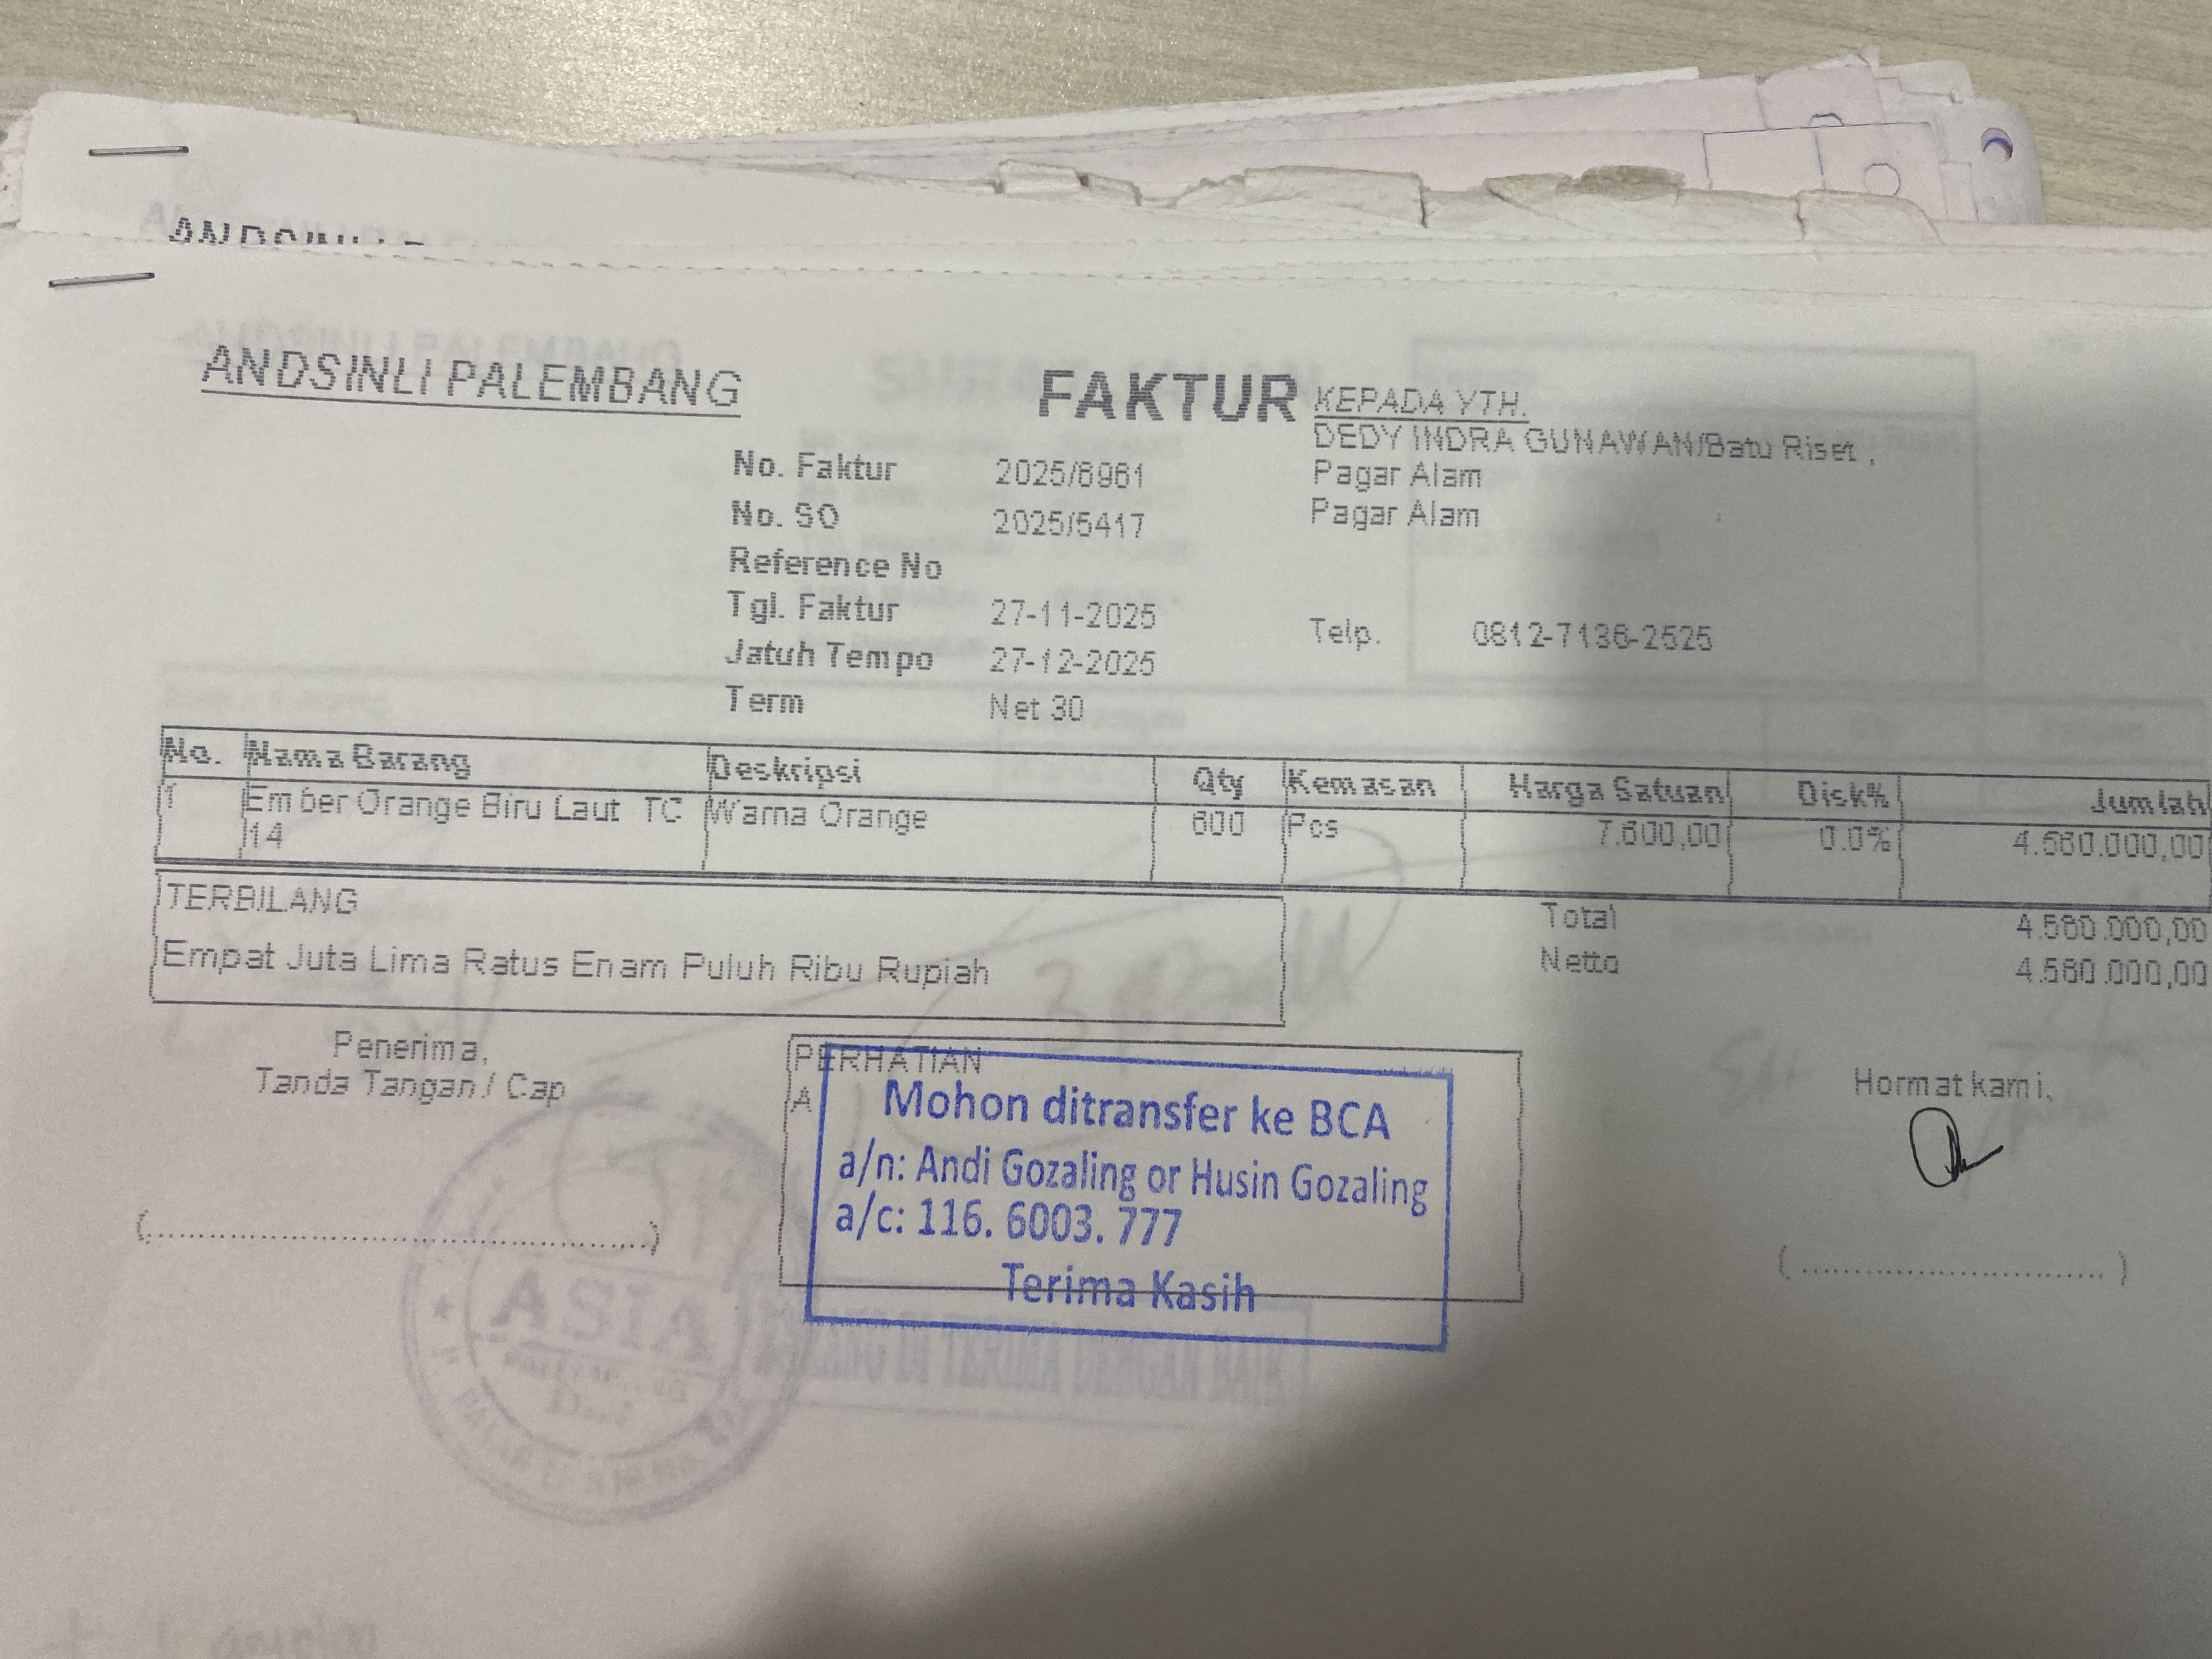 ANDSINLI PALEMBANG
FAKTUR
KEPADA YTH.
DEDY INDRA GUNAWAN/Batu Riset ,
Pagar Alam
Pagar Alam
Telp. 0812-7136-2525
No. Faktur 2025/6961
No. SO 2025/5417
Reference No
Tgl. Faktur 27-11-2025
Jatuh Tempo 27-12-2025
Term Net 30
No. Nama Barang Deskripsi Qty Kemasan Harga Satuan Disk% Jumlah
1 Ember Orange Biru Laut TC 14 Warna Orange 600 Pcs 7.600,00 0.0% 4.560.000,00
TERBILANG
Empat Juta Lima Ratus Enam Puluh Ribu Rupiah
Total 4.560.000,00
Netto 4.560.000,00
Penerima,
Tanda Tangan / Cap
PERHATIAN
A
Mohon ditransfer ke BCA
a/n: Andi Gozaling or Husin Gozaling
a/c: 116. 6003. 777
Terima Kasih
Hormat kami,
ASIA